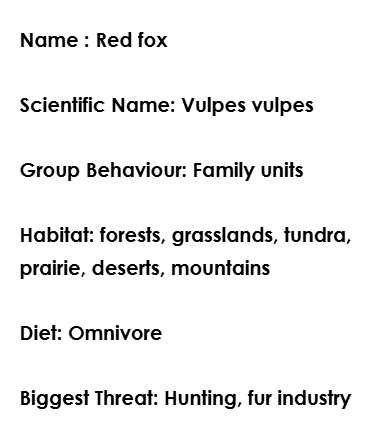 Name : Red fox
Scientific Name: Vulpes vulpes
Group Behaviour: Family units
Habitat: forests, grasslands, tundra,
prairie, deserts, mountains
Diet: Omnivore
Biggest Threat: Hunting, fur industry